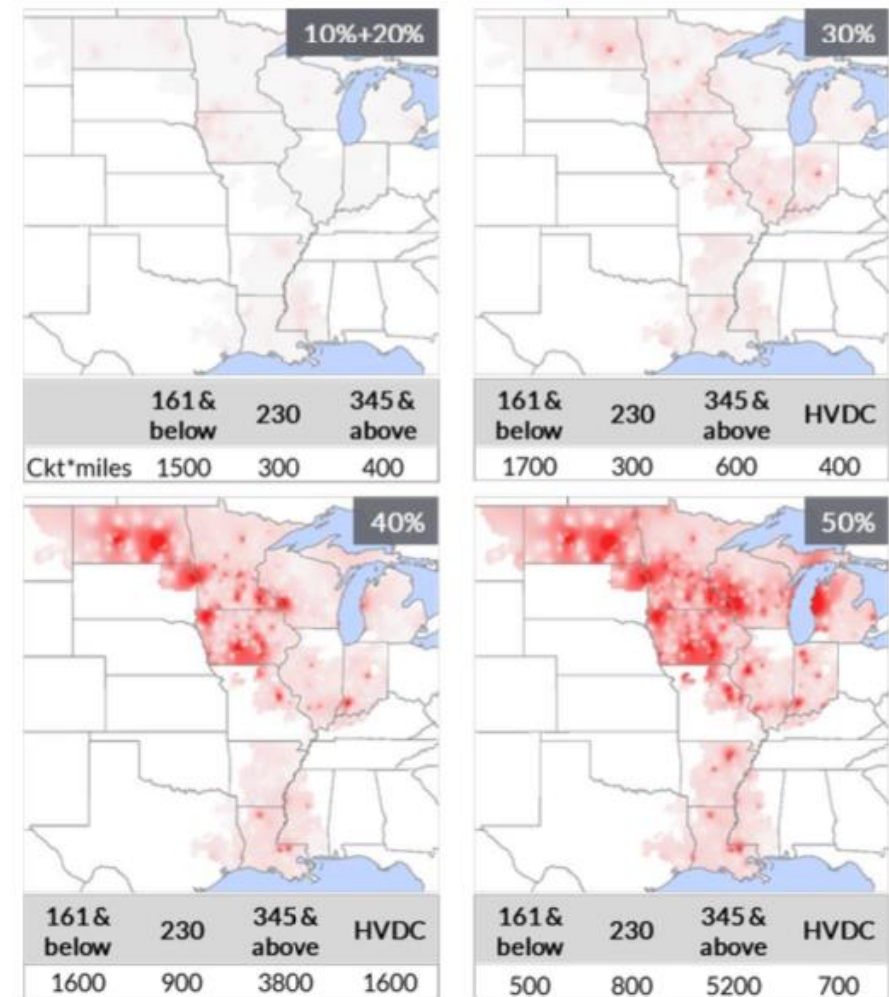 10%+20%
161 & below 230 345 & above
Ckt*miles 1500 300 400
30%
161 & below 230 345 & above HVDC
1700 300 600 400
40%
161 & below 230 345 & above HVDC
1600 900 3800 1600
50%
161 & below 230 345 & above HVDC
500 800 5200 700